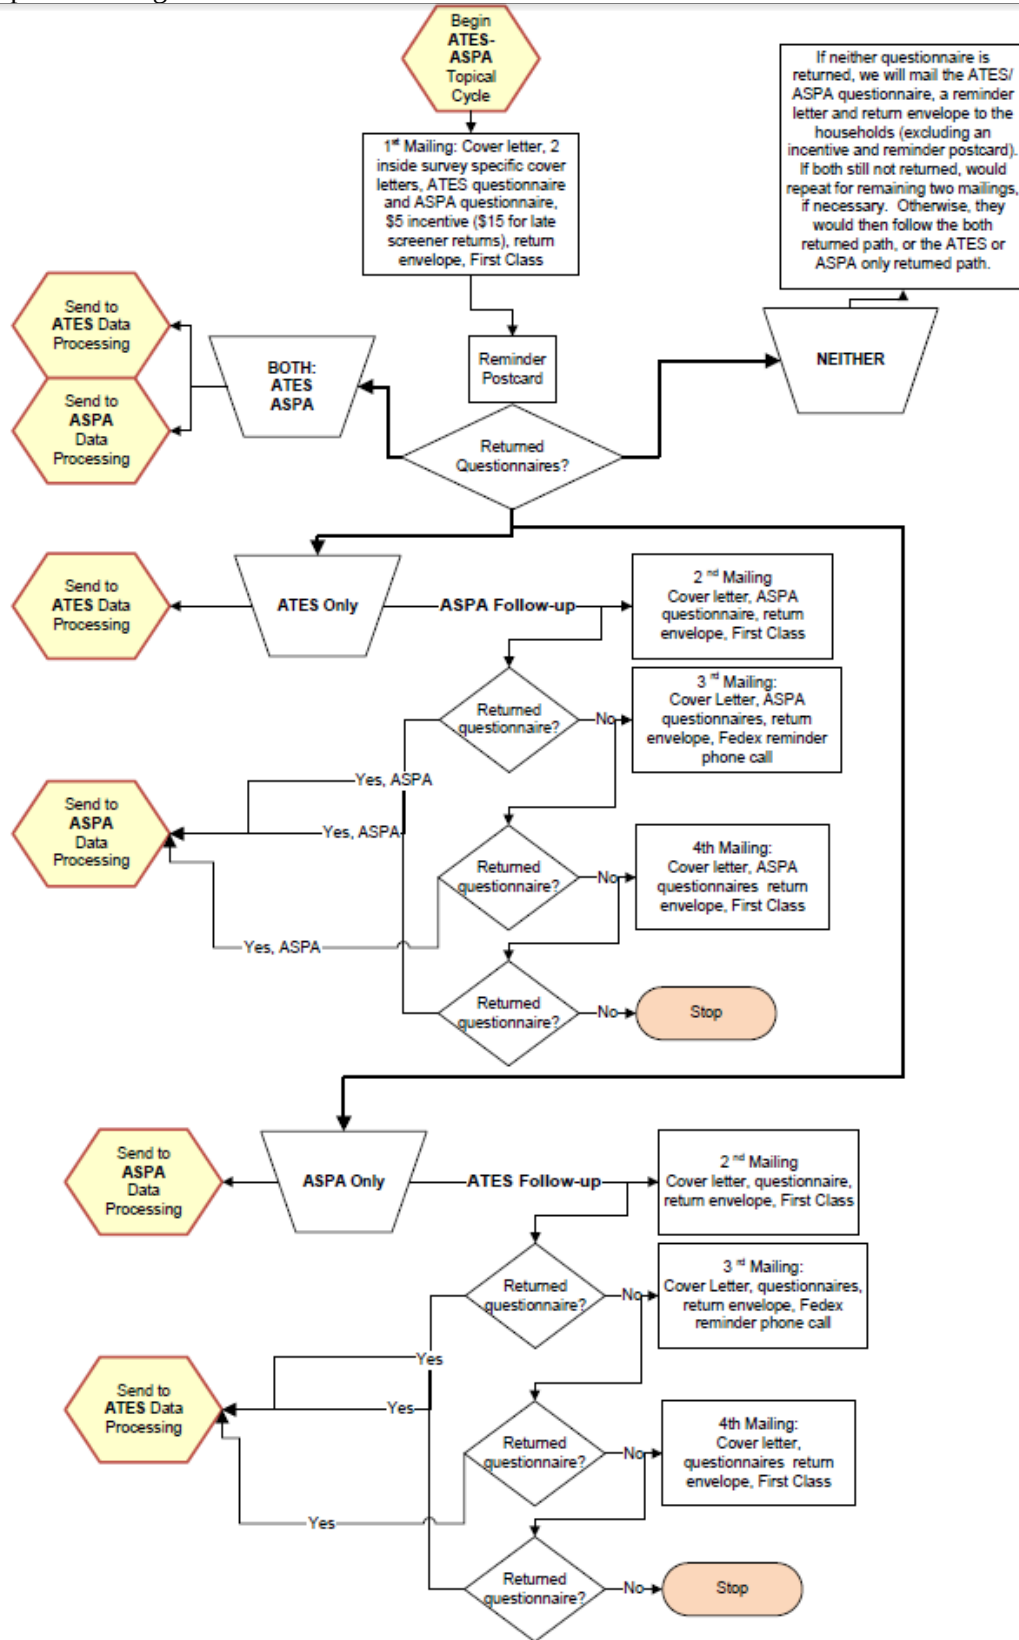 Begin
ATES-
ASPA
Topical
Cycle
If neither questionnaire is
returned, we will mail the ATES/
ASPA questionnaire, a reminder
letter and return envelope to the
households (excluding an
incentive and reminder postcard).
If both still not returned, would
repeat for remaining two mailings,
if necessary. Otherwise, they
would then follow the both
returned path, or the ATES or
ASPA only returned path.
1st Mailing: Cover letter, 2
inside survey specific cover
letters, ATES questionnaire
and ASPA questionnaire,
$5 incentive ($15 for late
screener returns), return
envelope, First Class
Send to
ATES Data
Processing
BOTH:
ATES
ASPA
Reminder
Postcard
NEITHER
Send to
ASPA
Data
Processing
Returned
Questionnaires?
Send to
ATES Data
Processing
ATES Only
ASPA Follow-up
2 nd Mailing
Cover letter, ASPA
questionnaire, return
envelope, First Class
Returned
questionnaire?
No
3 rd Mailing:
Cover Letter, ASPA
questionnaires, return
envelope, Fedex reminder
phone call
Yes, ASPA
Send to
ASPA
Data
Processing
Yes, ASPA
Returned
questionnaire?
No
4th Mailing:
Cover letter, ASPA
questionnaires return
envelope, First Class
Yes, ASPA
Returned
questionnaire?
No
Stop
Send to
ASPA
Data
Processing
ASPA Only
ATES Follow-up
2 nd Mailing
Cover letter, questionnaire,
return envelope, First Class
Returned
questionnaire?
No
3 rd Mailing:
Cover Letter, questionnaires,
return envelope, Fedex
reminder phone call
Yes
Send to
ATES Data
Processing
Yes
Returned
questionnaire?
No
4th Mailing:
Cover letter,
questionnaires return
envelope, First Class
Yes
Returned
questionnaire?
No
Stop